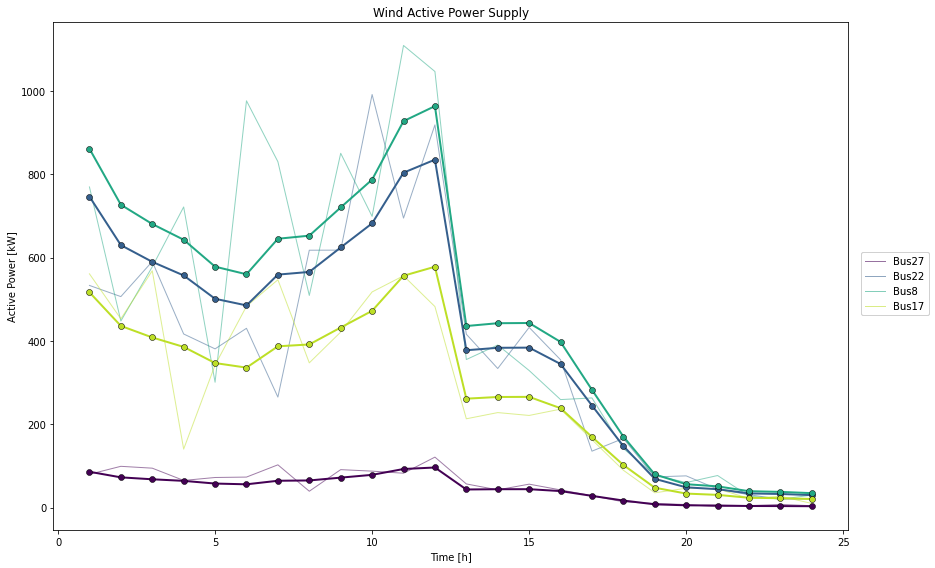 Wind Active Power Supply
Active Power [kW]
1000
800
600
400
200
0
0
5
10
15
20
25
Time [h]
Bus27
Bus22
Bus8
Bus17